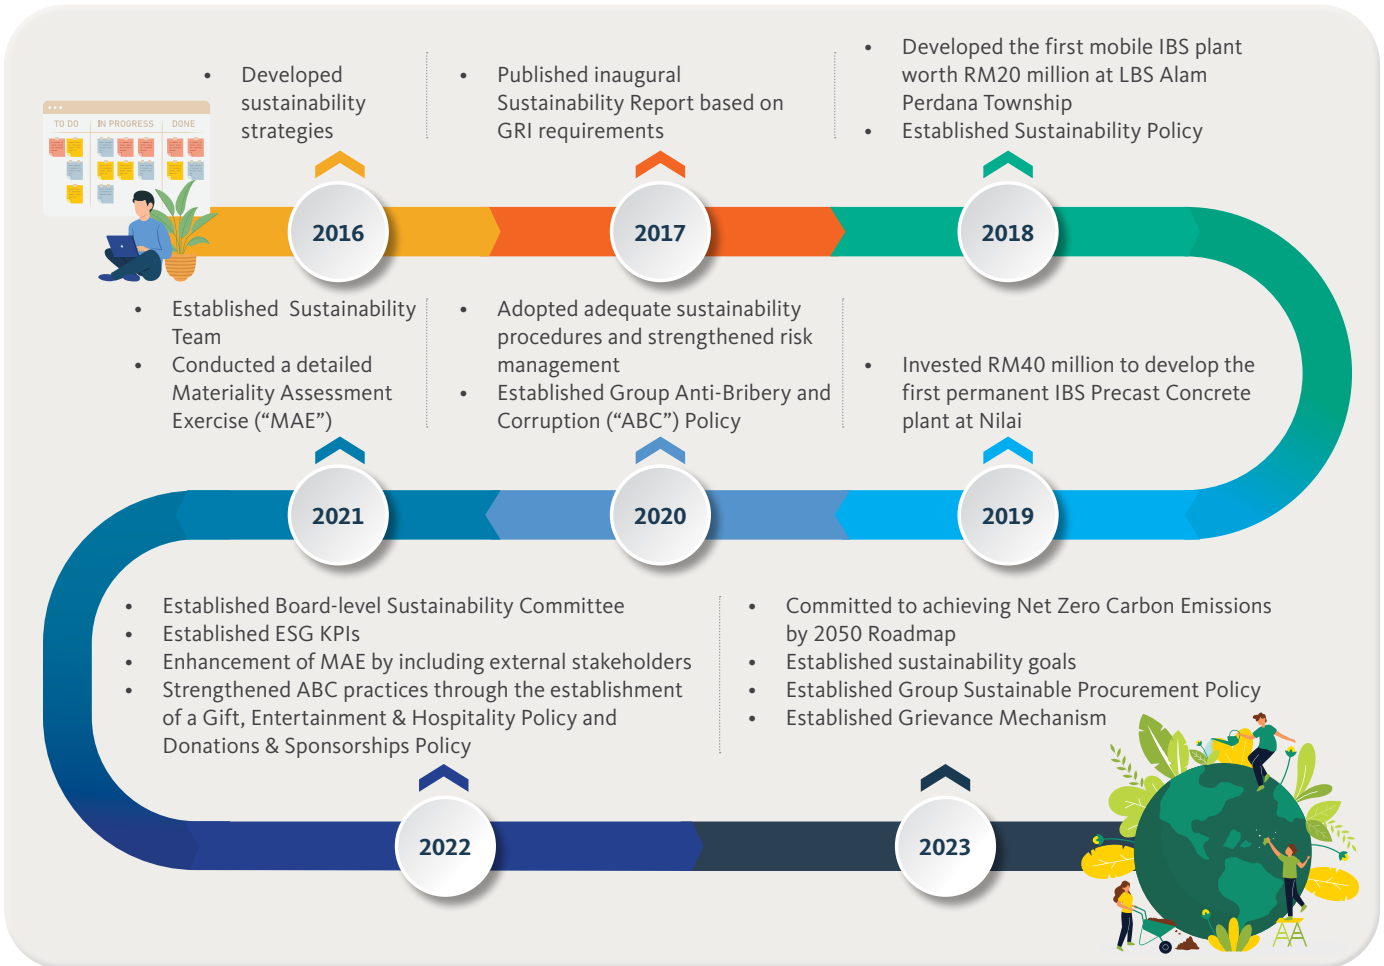 TO DO
IN PROGRESS
DONE
• Developed
sustainability
strategies
2016
• Published inaugural
Sustainability Report based on
GRI requirements
2017
• Developed the first mobile IBS plant
worth RM20 million at LBS Alam
Perdana Township
• Established Sustainability Policy
2018
• Invested RM40 million to develop the
first permanent IBS Precast Concrete
plant at Nilai
2019
• Adopted adequate sustainability
procedures and strengthened risk
management
• Established Group Anti-Bribery and
Corruption (“ABC”) Policy
2020
• Established Sustainability
Team
• Conducted a detailed
Materiality Assessment
Exercise (“MAE”)
2021
• Established Board-level Sustainability Committee
• Established ESG KPIs
• Enhancement of MAE by including external stakeholders
• Strengthened ABC practices through the establishment
of a Gift, Entertainment & Hospitality Policy and
Donations & Sponsorships Policy
2022
• Committed to achieving Net Zero Carbon Emissions
by 2050 Roadmap
• Established sustainability goals
• Established Group Sustainable Procurement Policy
• Established Grievance Mechanism
2023